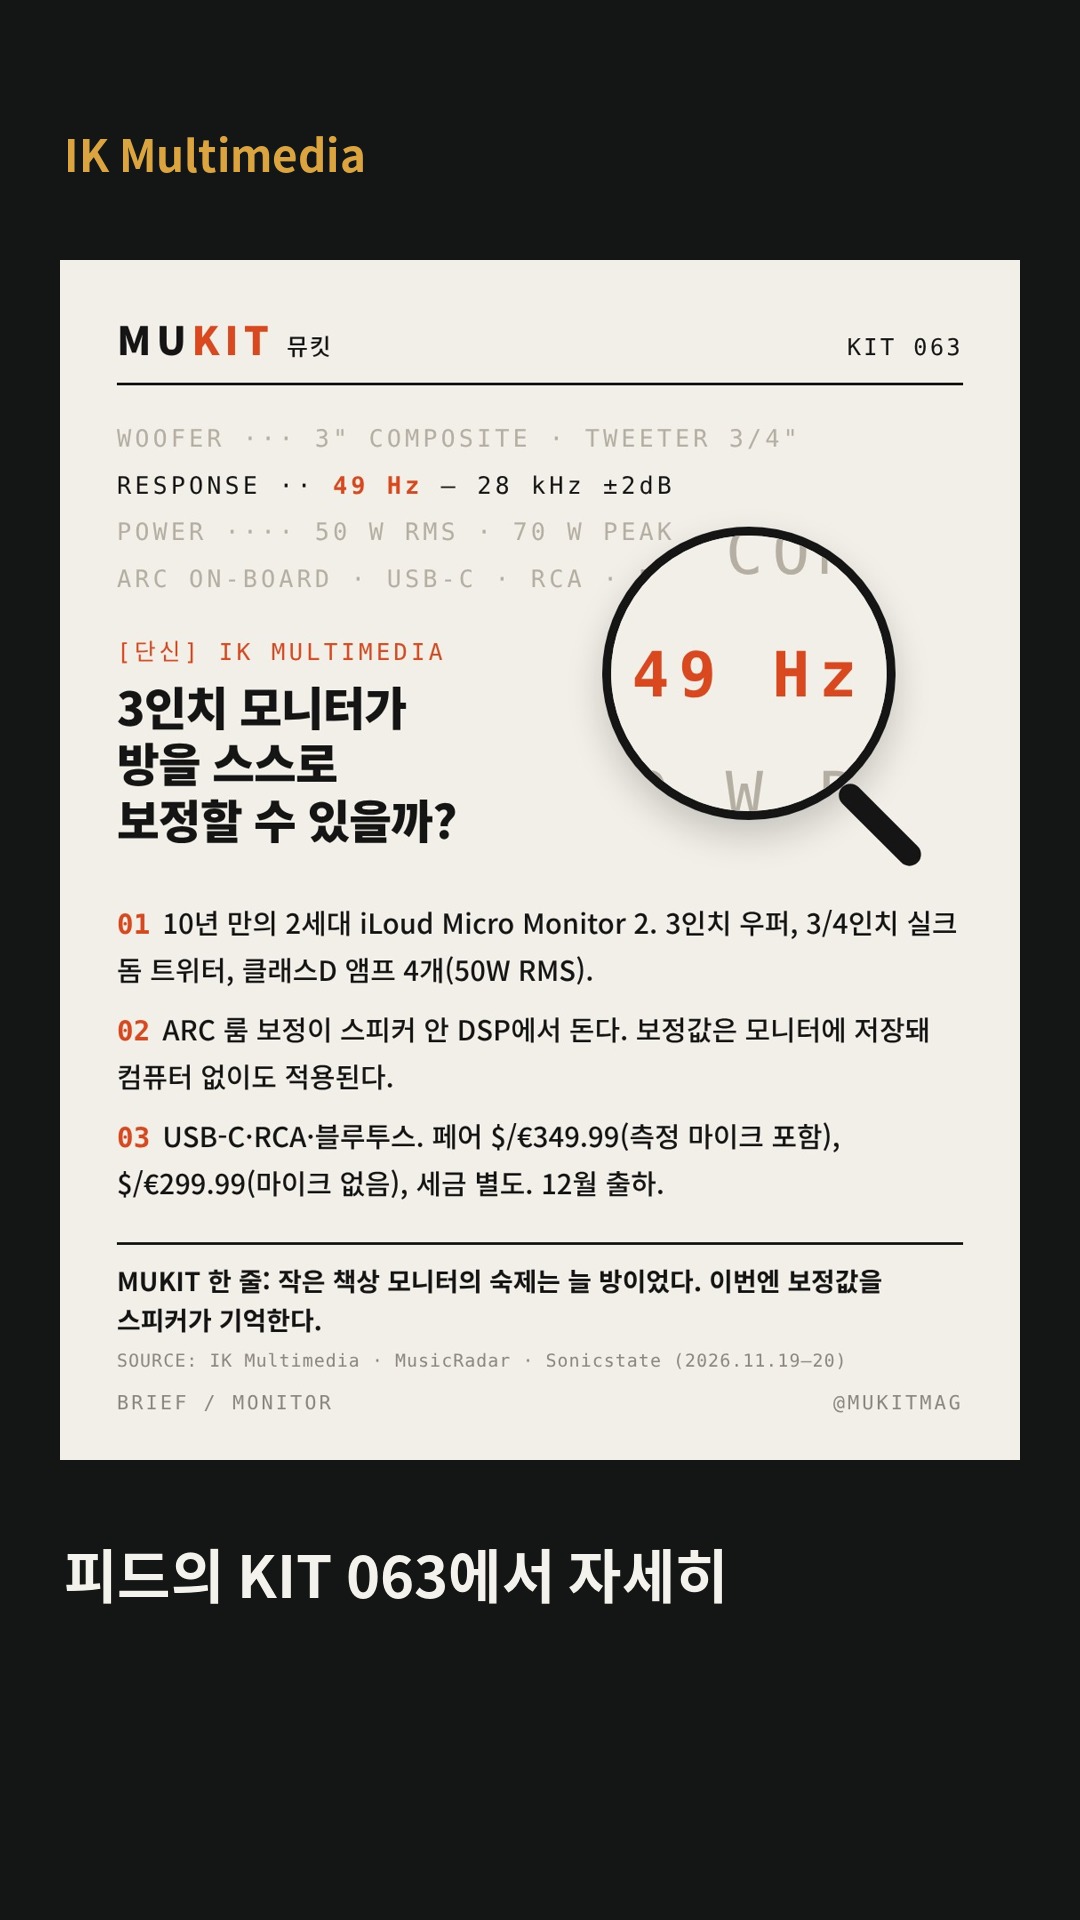 IK Multimedia
MUKIT 뮤킷
KIT 063
WOOFER ··· 3" COMPOSITE · TWEETER 3/4"
RESPONSE ·· 49 Hz — 28 kHz ±2dB
POWER ···· 50 W RMS · 70 W PEAK
ARC ON-BOARD · USB-C · RCA ·
49 Hz
W
[단신] IK MULTIMEDIA
3인치 모니터가
방을 스스로
보정할 수 있을까?
01 10년 만의 2세대 iLoud Micro Monitor 2. 3인치 우퍼, 3/4인치 실크
돔 트위터, 클래스D 앰프 4개(50W RMS).
02 ARC 룸 보정이 스피커 안 DSP에서 돈다. 보정값은 모니터에 저장돼
컴퓨터 없이도 적용된다.
03 USB-C·RCA·블루투스. 페어 $/€349.99(측정 마이크 포함),
$/€299.99(마이크 없음), 세금 별도. 12월 출하.
MUKIT 한 줄: 작은 책상 모니터의 숙제는 늘 방이었다. 이번엔 보정값을
스피커가 기억한다.
SOURCE: IK Multimedia · MusicRadar · Sonicstate (2026.11.19—20)
BRIEF / MONITOR
@MUKITMAG
피드의 KIT 063에서 자세히